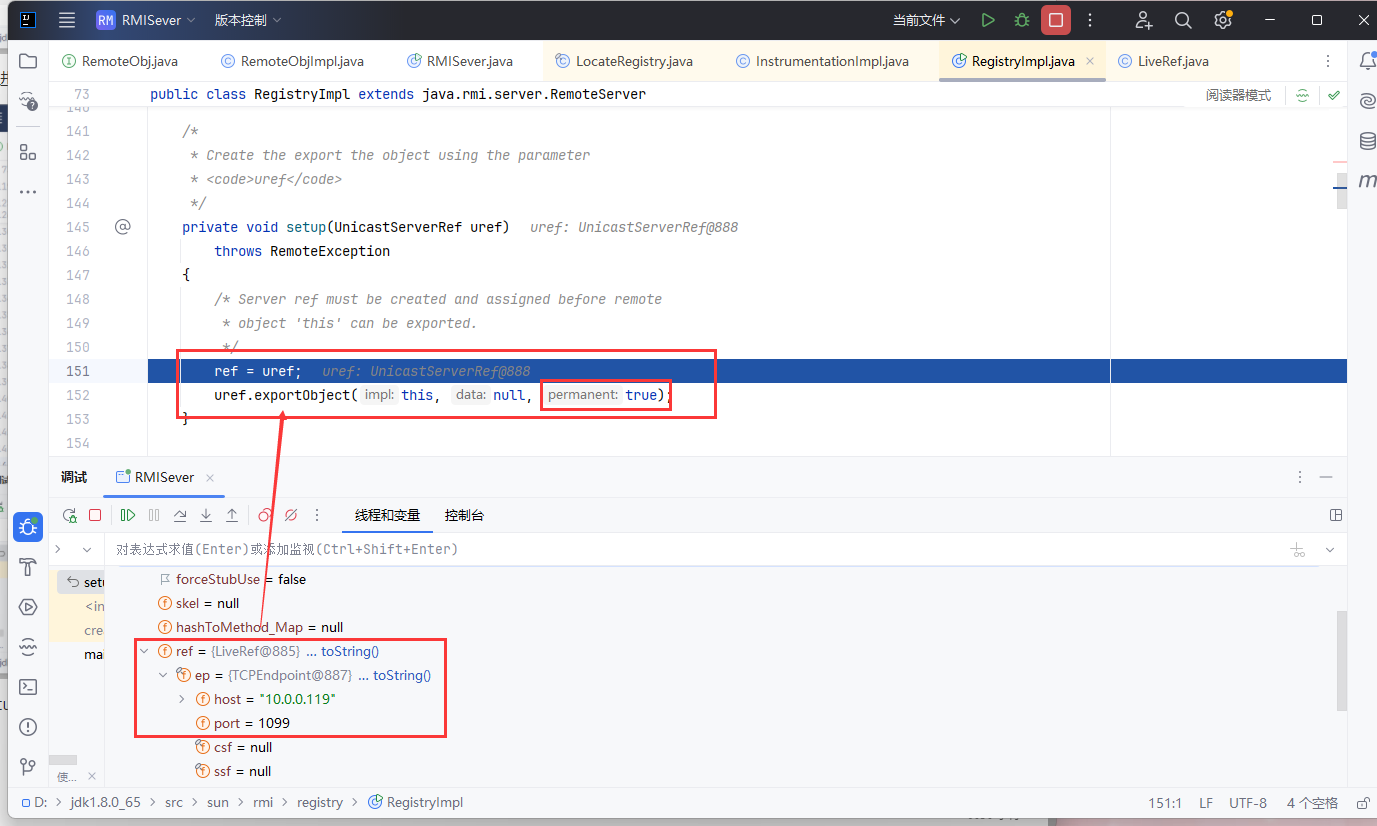 RM RMISever 版本控制 当前文件
RemoteObj.java RemoteObjImpl.java RMISever.java LocateRegistry.java InstrumentationImpl.java RegistryImpl.java LiveRef.java
73 public class RegistryImpl extends java.rmi.server.RemoteServer 阅读器模式
140
141 /*
142 * Create the export the object using the parameter
143 * <code>uref</code>
144 */
145 private void setup(UnicastServerRef uref) uref: UnicastServerRef@888
146 throws RemoteException
147 {
148 /* Server ref must be created and assigned before remote
149 * object 'this' can be exported.
150 */
151 ref = uref; uref: UnicastServerRef@888
152 uref.exportObject( impl: this, data: null, permanent: true);
153 }
154
调试 RMISever
线程和变量 控制台
对表达式求值(Enter)或添加监视(Ctrl+Shift+Enter)
forceStubUse = false
setu
skel = null
<in
hashToMethod_Map = null
cre
ref = {LiveRef@885} ... toString()
ma
ep = {TCPEndpoint@887} ... toString()
host = "10.0.0.119"
port = 1099
csf = null
ssf = null
使...
D: > jdk1.8.0_65 > src > sun > rmi > registry > RegistryImpl 151:1 LF UTF-8 4 个空格